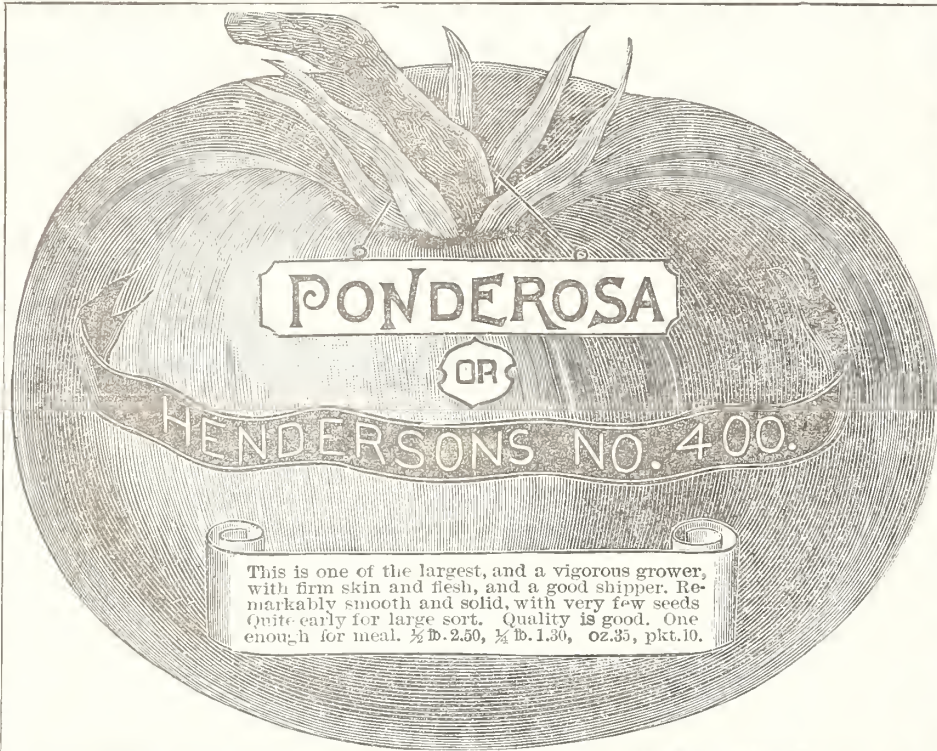 PONDEROSA
OR
HENDERSONS NO. 400.
This is one of the largest, and a vigorous grower,
with firm skin and flesh, and a good shipper. Re-
markably smooth and solid, with very few seeds
Quite early for large sort. Quality is good. One
enough for meal. ½ lb. 2.50, ¼ lb. 1.30, oz. 35, pkt. 10.